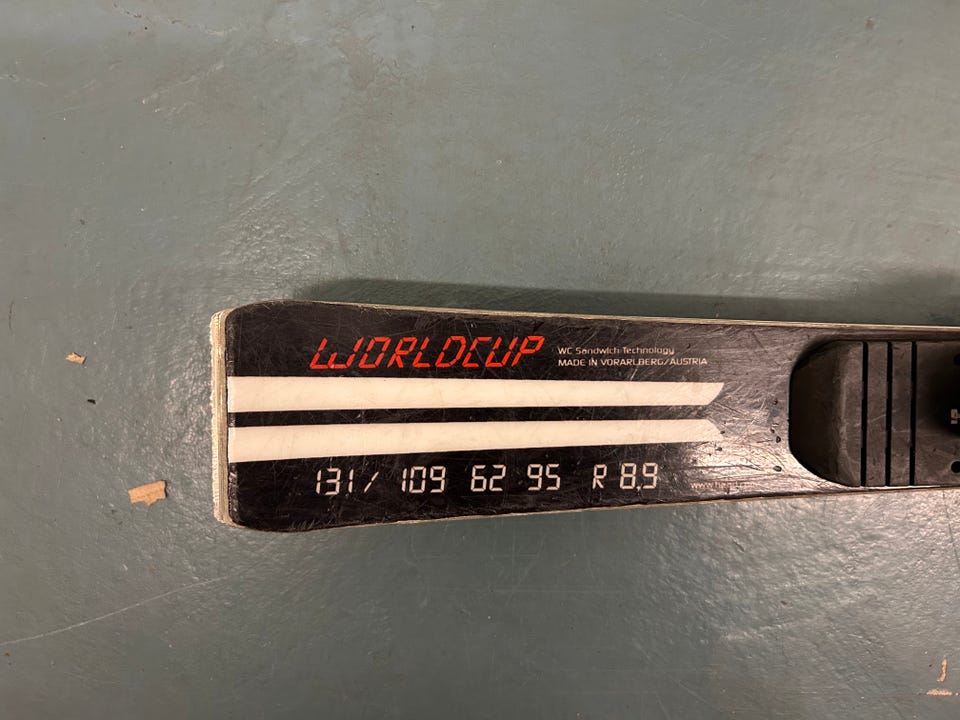 WORLDCUP
WC Sandwich Technology
MADE IN VORARLBERG/AUSTRIA
131 / 109 62 95 R 8,9